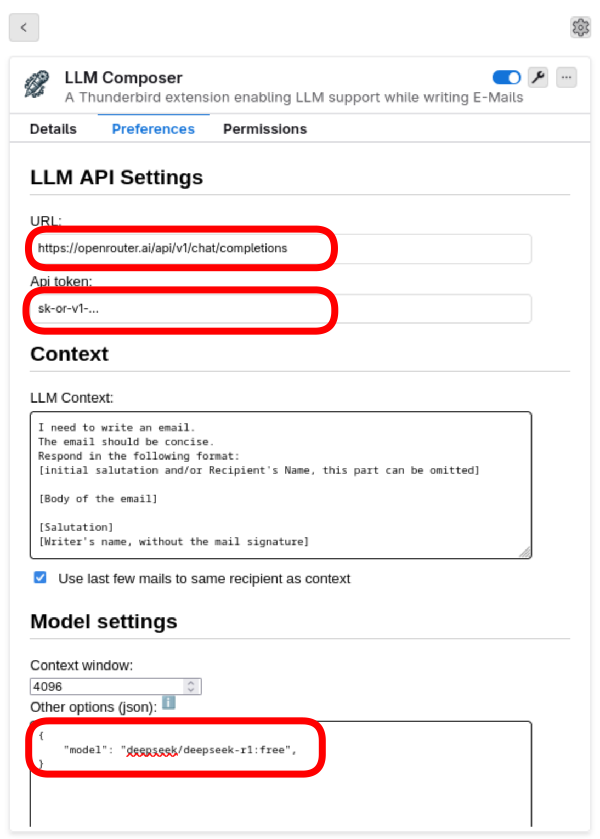 LLM Composer
A Thunderbird extension enabling LLM support while writing E-Mails
Details Preferences Permissions
LLM API Settings
URL:
https://openrouter.ai/api/v1/chat/completions
Api token:
sk-or-v1-...
Context
LLM Context:
I need to write an email.
The email should be concise.
Respond in the following format:
[initial salutation and/or Recipient's Name, this part can be omitted]
[Body of the email]
[Salutation]
[Writer's name, without the mail signature]
Use last few mails to same recipient as context
Model settings
Context window:
4096
Other options (json): i
{
"model": "deepseek/deepseek-r1:free",
}